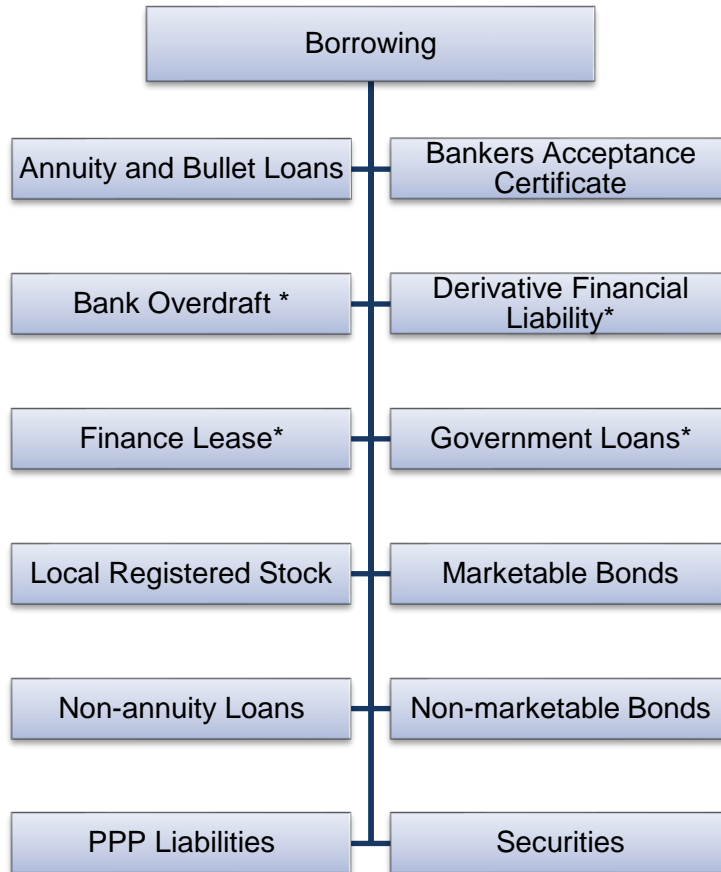 Borrowing
Annuity and Bullet Loans
Bankers Acceptance
Certificate
Bank Overdraft *
Derivative Financial
Liability*
Finance Lease*
Government Loans*
Local Registered Stock
Marketable Bonds
Non-annuity Loans
Non-marketable Bonds
PPP Liabilities
Securities